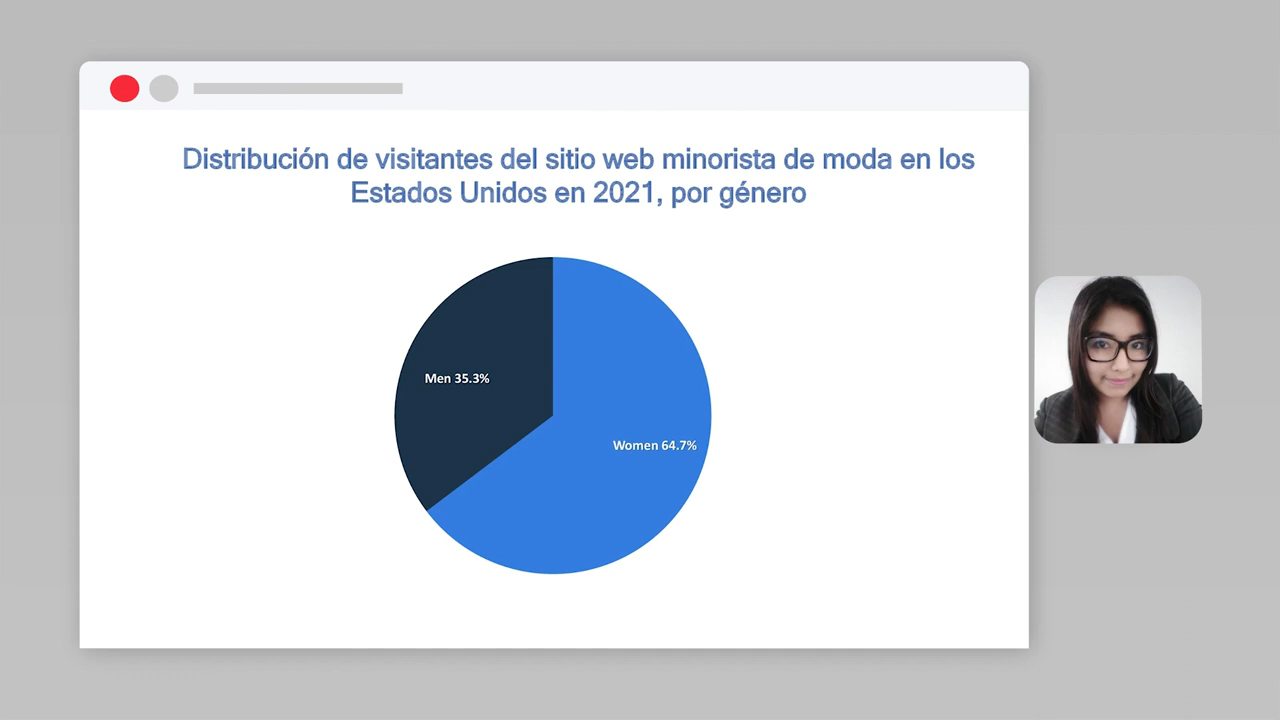 Distribución de visitantes del sitio web minorista de moda en los
Estados Unidos en 2021, por género
Men 35.3%
Women 64.7%